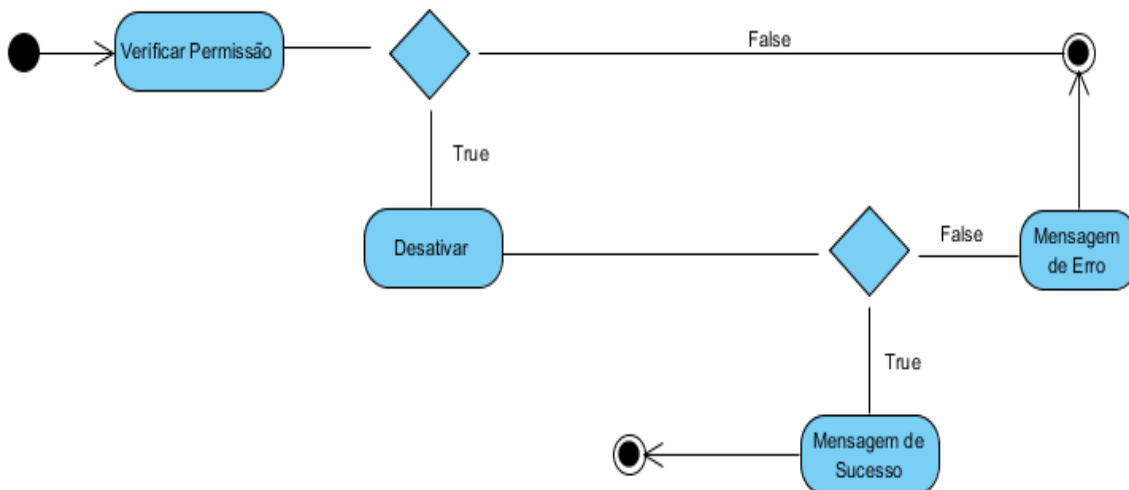 False
Verificar Permissão
True
Desativar
False
Mensagem
de Erro
True
Mensagem de
Sucesso